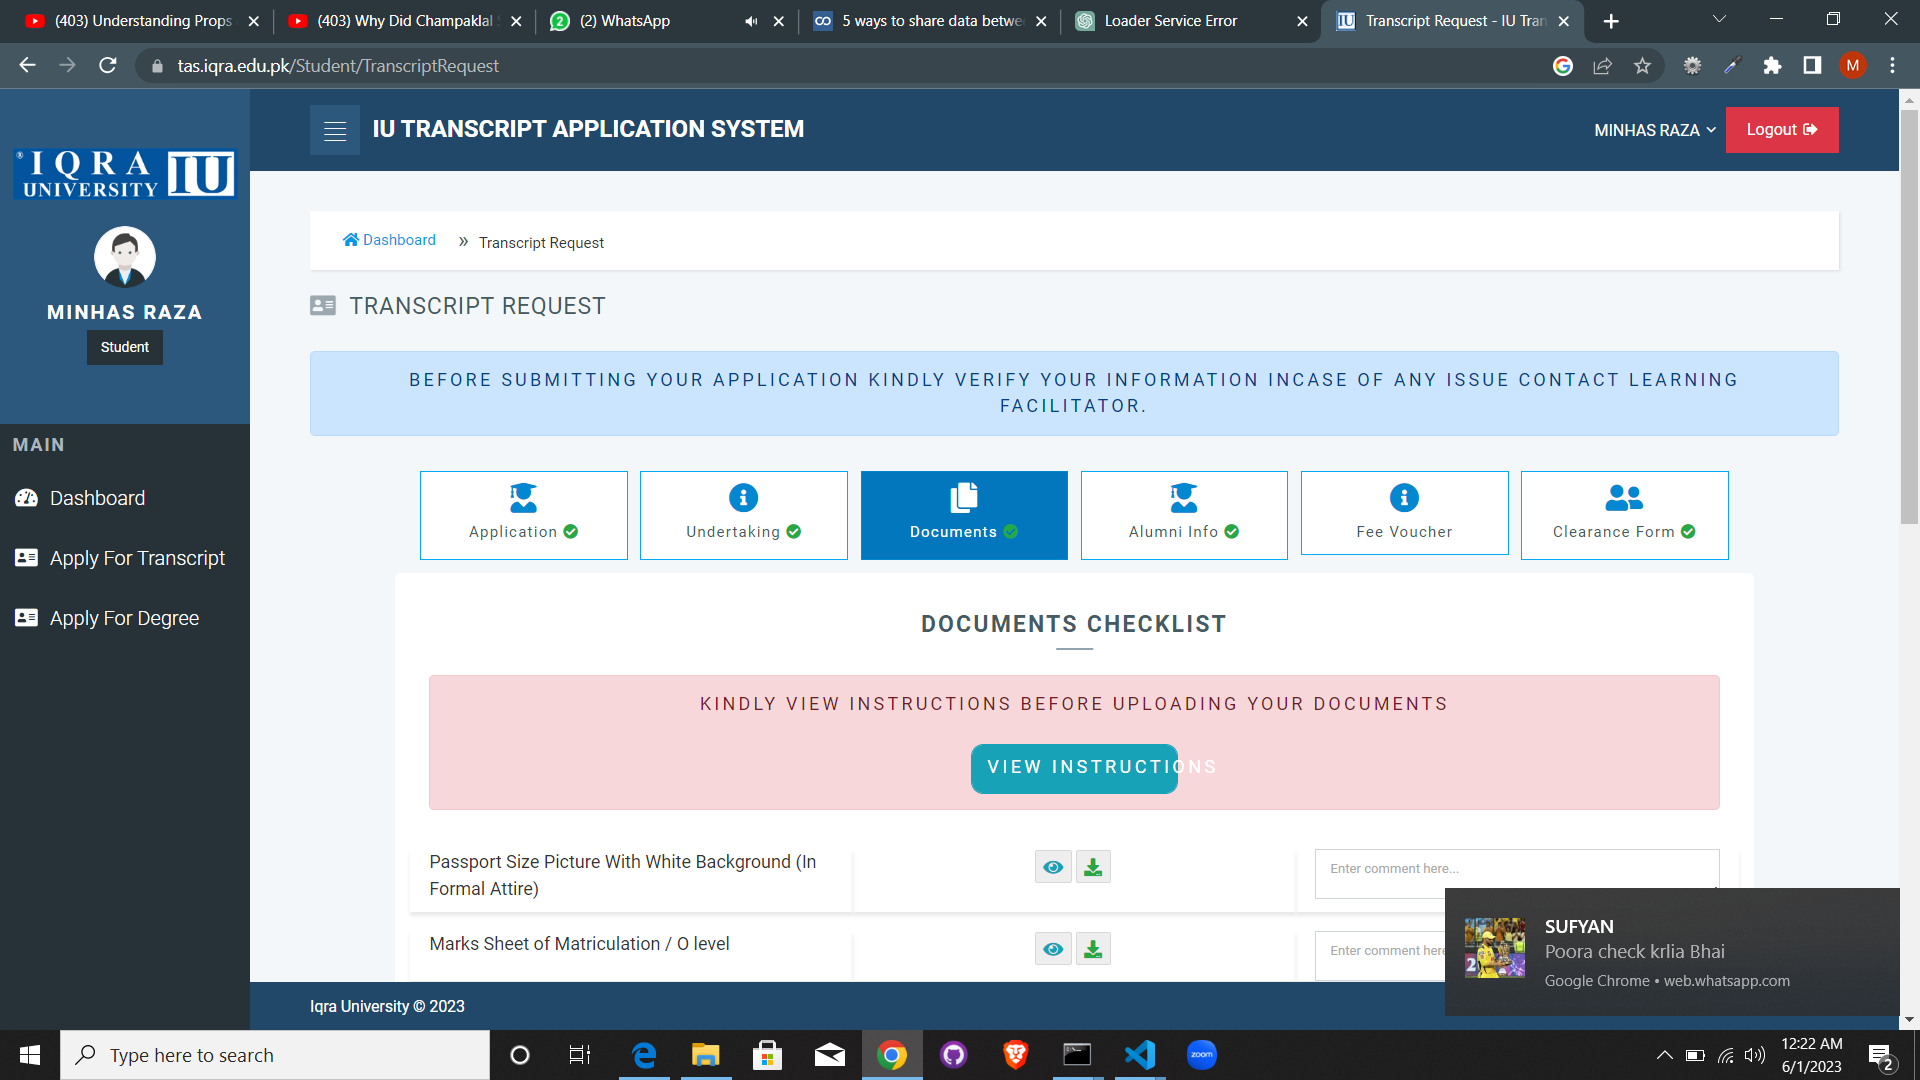 (403) Understanding Props
(403) Why Did Champaklal
(2) WhatsApp
5 ways to share data betwe
Loader Service Error
Transcript Request - IU Tran
tas.iqra.edu.pk/Student/TranscriptRequest
M
® IQRA
UNIVERSITY IU
IU TRANSCRIPT APPLICATION SYSTEM
MINHAS RAZA
Logout
MINHAS RAZA
Student
MAIN
Dashboard
Apply For Transcript
Apply For Degree
Dashboard » Transcript Request
TRANSCRIPT REQUEST
BEFORE SUBMITTING YOUR APPLICATION KINDLY VERIFY YOUR INFORMATION INCASE OF ANY ISSUE CONTACT LEARNING
FACILITATOR.
Application
Undertaking
Documents
Alumni Info
Fee Voucher
Clearance Form
DOCUMENTS CHECKLIST
KINDLY VIEW INSTRUCTIONS BEFORE UPLOADING YOUR DOCUMENTS
VIEW INSTRUCTIONS
Passport Size Picture With White Background (In
Formal Attire)
Enter comment here...
Marks Sheet of Matriculation / O level
Enter comment here
SUFYAN
Poora check krlia Bhai
Google Chrome • web.whatsapp.com
Iqra University © 2023
Type here to search
zoom
12:22 AM
6/1/2023
2